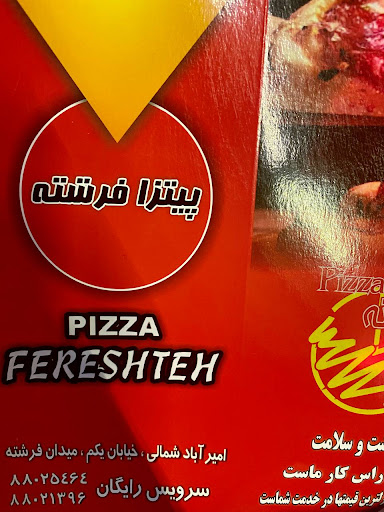 پیتزا فرشته
PIZZA
FERESHTEH
امیر آباد شمالی ، خیابان یکم ، میدان فرشته
۸۸۰۲۵۴۶۴
۸۸۰۲۱۳۹۶
سرویس رایگان
Pizza
ست و سلامت
راس کار ماست
قیمتها در خدمت شماست